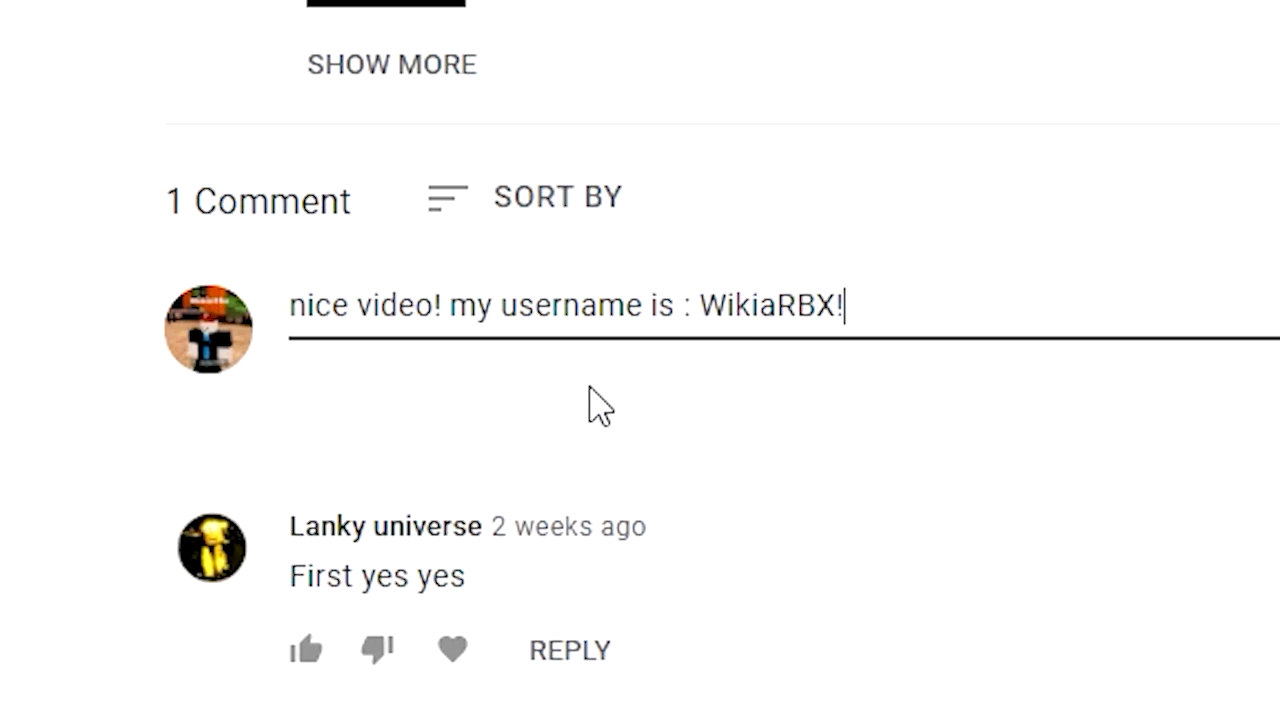 SHOW MORE
1 Comment
SORT BY
nice video! my username is : WikiaRBX!
Lanky universe 2 weeks ago
First yes yes
REPLY